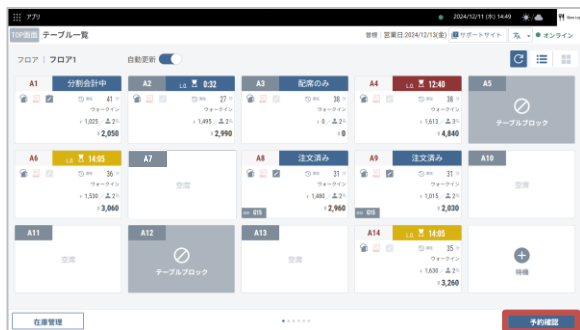 アプリ
2024/12/11 (水) 14:49
TOP画面 テーブル一覧
管理 | 営業日:2024/12/13(金) サポートサイト オンライン
フロア | フロア1 自動更新
A1 分割会計中
41
ウォークイン
1,025 / 2
2,050
A2 L.O. 0:32
27
ウォークイン
1,495 / 2
2,990
A3 配席のみ
38
ウォークイン
0 / 2
0
A4 L.O. 12:40
38
ウォークイン
1,613 / 3
4,840
A5
テーブルブロック
A6 L.O. 14:05
36
ウォークイン
1,530 / 2
3,060
A7
空席
A8 注文済み
31
ウォークイン
1,480 / 2
G15 2,960
A9 注文済み
31
ウォークイン
1,015 / 2
G15 2,030
A10
空席
A11
空席
A12
テーブルブロック
A13
空席
A14 L.O. 14:05
35
ウォークイン
1,630 / 2
3,260
待機
在庫管理
予約確認